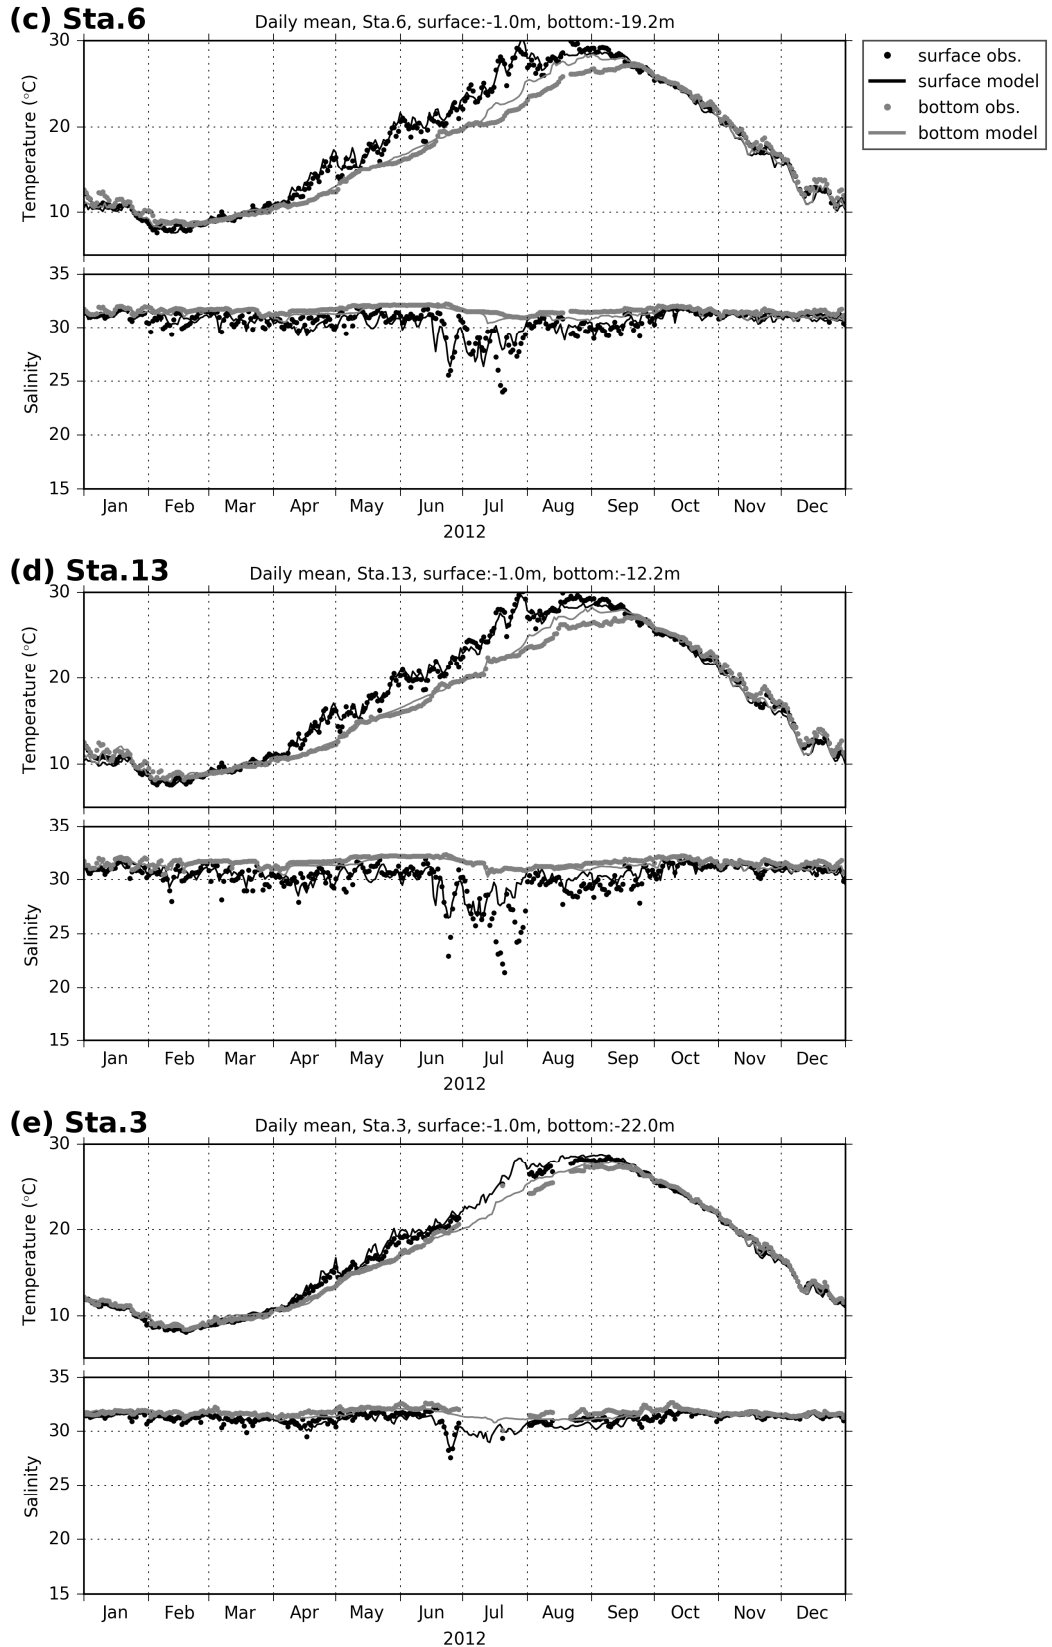 (c) Sta.6
Daily mean, Sta.6, surface:-1.0m, bottom:-19.2m
surface obs.
surface model
bottom obs.
bottom model
Temperature (°C)
30
20
10
Salinity
35
30
25
20
15
Jan Feb Mar Apr May Jun Jul Aug Sep Oct Nov Dec
2012
(d) Sta.13
Daily mean, Sta.13, surface:-1.0m, bottom:-12.2m
Temperature (°C)
30
20
10
Salinity
35
30
25
20
15
Jan Feb Mar Apr May Jun Jul Aug Sep Oct Nov Dec
2012
(e) Sta.3
Daily mean, Sta.3, surface:-1.0m, bottom:-22.0m
Temperature (°C)
30
20
10
Salinity
35
30
25
20
15
Jan Feb Mar Apr May Jun Jul Aug Sep Oct Nov Dec
2012